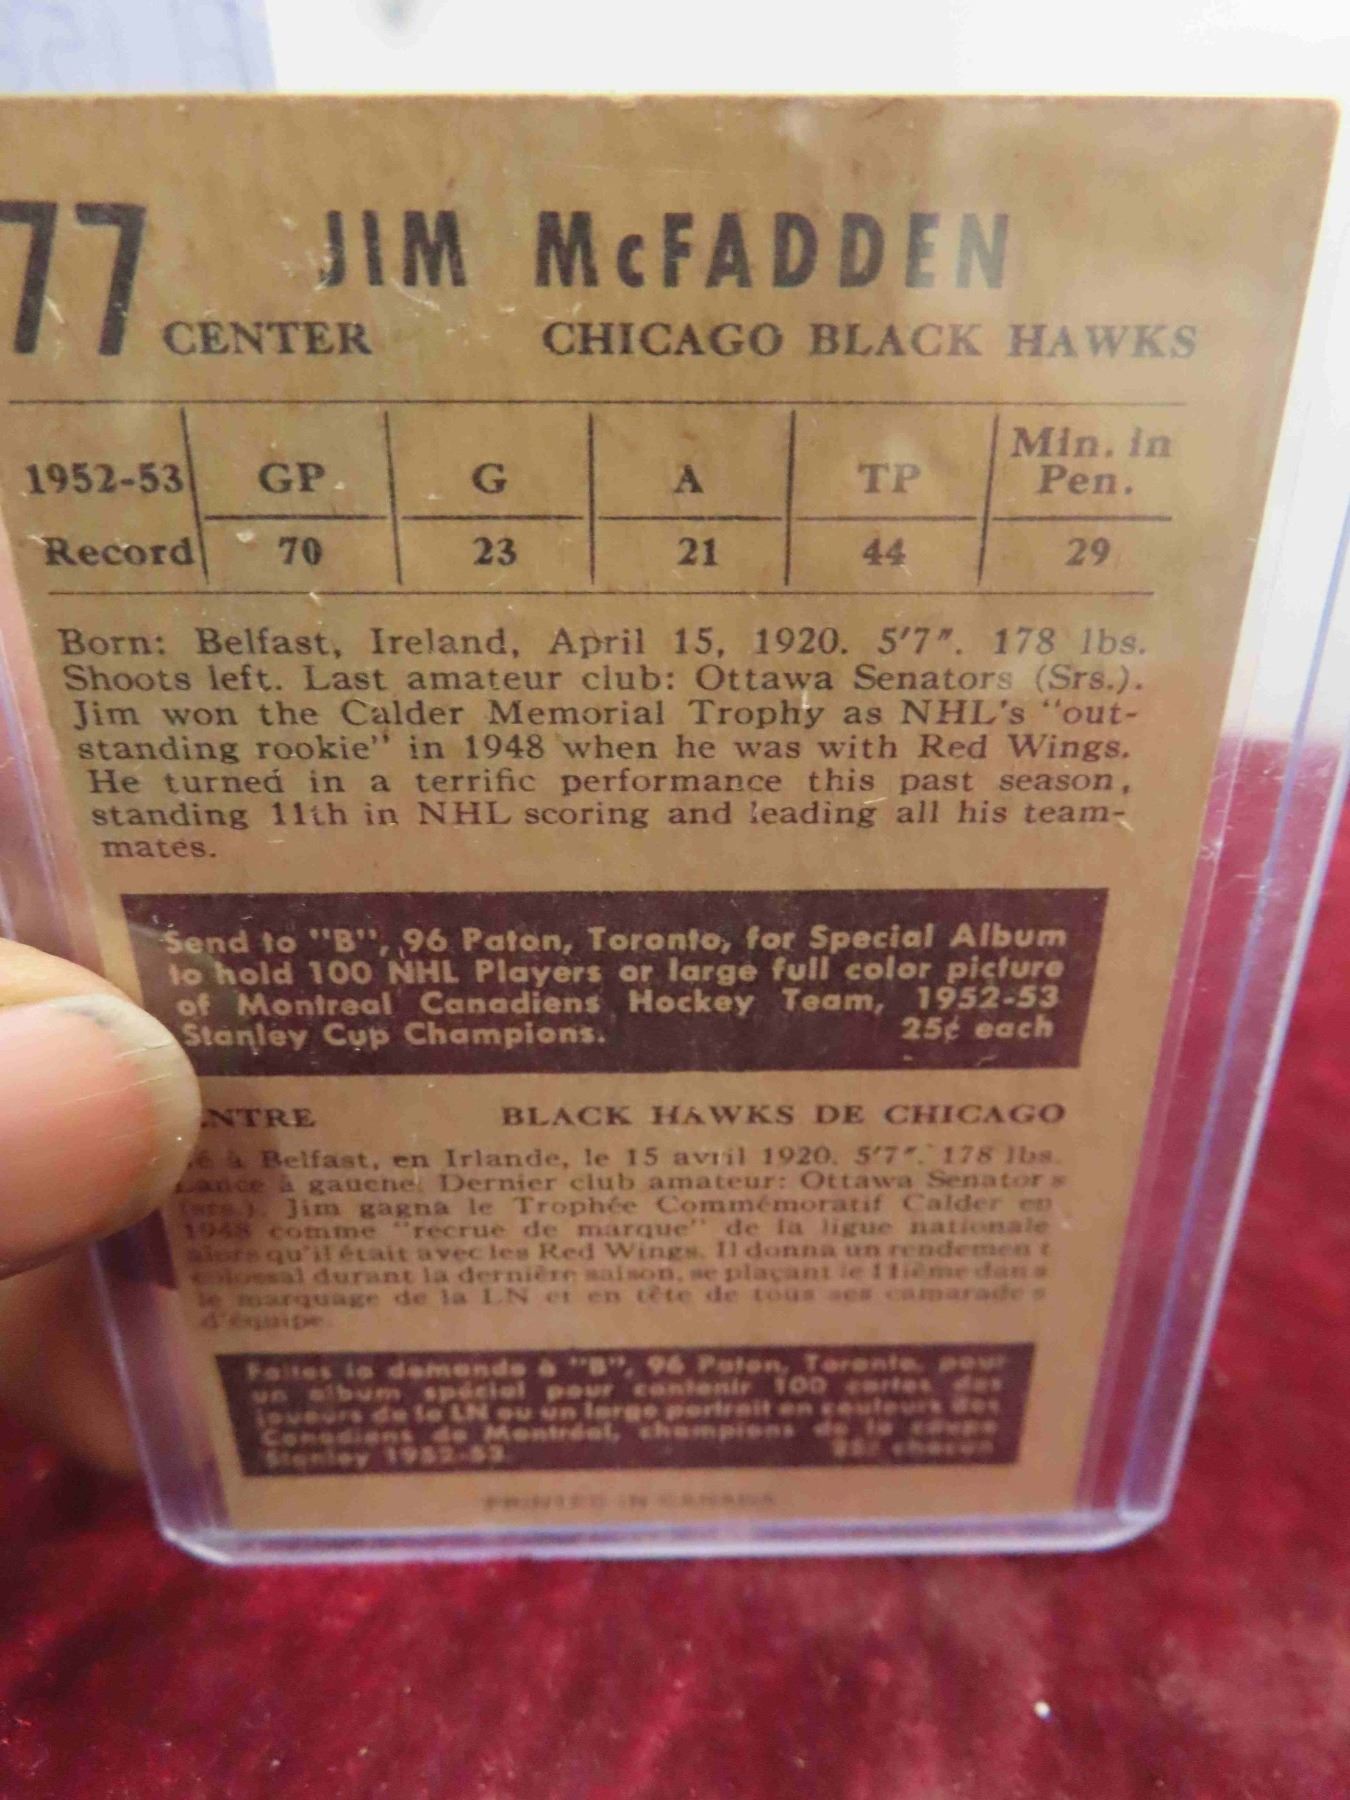 77 JIM McFADDEN
CENTER CHICAGO BLACK HAWKS
1952-53 GP G A TP Min. in Pen.
Record 70 23 21 44 29
Born: Belfast, Ireland, April 15, 1920. 5'7". 178 lbs.
Shoots left. Last amateur club: Ottawa Senators (Srs.).
Jim won the Calder Memorial Trophy as NHL's "out-
standing rookie" in 1948 when he was with Red Wings.
He turned in a terrific performance this past season,
standing 11th in NHL scoring and leading all his team-
mates.
Send to "B", 96 Paton, Toronto, for Special Album
to hold 100 NHL Players or large full color picture
of Montreal Canadiens Hockey Team, 1952-53
Stanley Cup Champions. 25¢ each
NTRE BLACK HAWKS DE CHICAGO
é à Belfast, en Irlande, le 15 avril 1920. 5'7". 178 lbs.
Lance à gauche. Dernier club amateur: Ottawa Senators
(srs.). Jim gagna le Trophée Commémoratif Calder en
1948 comme "recrue de marque" de la ligue nationale
alors qu'il était avec les Red Wings. Il donna un rendement
colossal durant la dernière saison, se plaçant le 11ième dans
le marquage de la LN et en tête de tous ses camarades
d'équipe.
Faites la demande à "B", 96 Paton, Toronto, pour
un album spécial pour contenir 100 cartes des
joueurs de la LN ou un large portrait en couleurs des
Canadiens de Montréal, champions de la coupe
Stanley 1952-53. 25¢ chacun
PRINTED IN CANADA